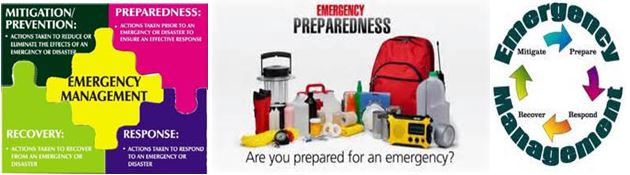 MITIGATION/
PREVENTION:
• ACTIONS TAKEN TO REDUCE OR
ELIMINATE THE EFFECTS OF AN
EMERGENCY OR DISASTER
PREPAREDNESS:
• ACTIONS TAKEN PRIOR TO AN
EMERGENCY OR DISASTER TO
ENSURE AN EFFECTIVE RESPONSE
EMERGENCY
MANAGEMENT
RECOVERY:
• ACTIONS TAKEN TO RECOVER
FROM AN EMERGENCY OR
DISASTER
RESPONSE:
• ACTIONS TAKEN TO RESPOND
TO AN EMERGENCY OR
DISASTER
EMERGENCY
PREPAREDNESS
Are you prepared for an emergency?
Emergency
Mitigate
Prepare
Recover
Respond
Management